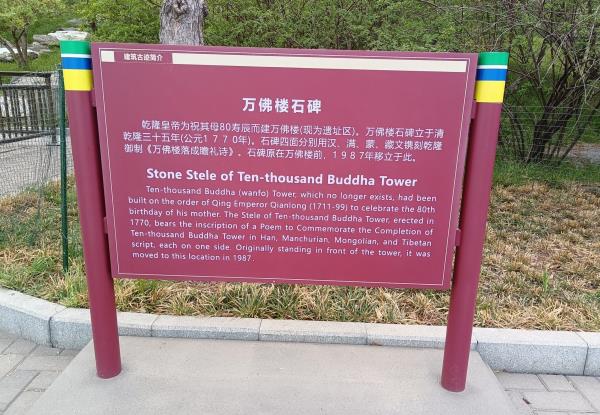 建筑古迹简介
万佛楼石碑
乾隆皇帝为祝其母80寿辰而建万佛楼(现为遗址区)。万佛楼石碑立于清
乾隆三十五年(公元1770年)。石碑四面分别用汉、满、蒙、藏文镌刻乾隆
御制《万佛楼落成瞻礼诗》。石碑原在万佛楼前，1987年移立于此。
Stone Stele of Ten-thousand Buddha Tower
Ten-thousand Buddha (wanfo) Tower, which no longer exists, had been
built on the order of Qing Emperor Qianlong (1711-99) to celebrate the 80th
birthday of his mother. The Stele of Ten-thousand Buddha Tower, erected in
1770, bears the inscription of a Poem to Commemorate the Completion of
Ten-thousand Buddha Tower in Han, Manchurian, Mongolian, and Tibetan
script, each on one side. Originally standing in front of the tower, it was
moved to this location in 1987.